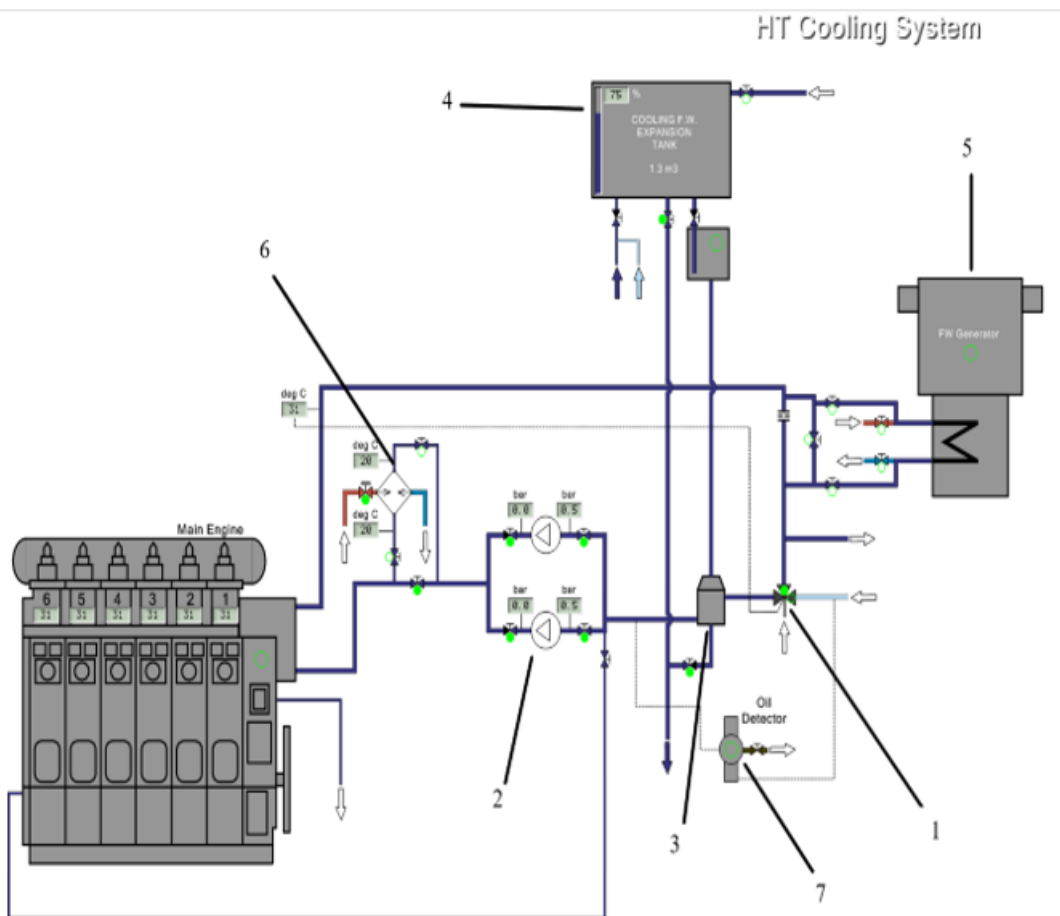 HT Cooling System
4
75 %
COOLING F.W.
EXPANSION
TANK
1.3 m3
5
6
FW Generator
deg C
31
deg C
20
deg C
20
bar
0.0
bar
0.5
Main Engine
6 5 4 3 2 1
31 31 31 31 31 31
bar
0.0
bar
0.5
Oil
Detector
2
3
1
7